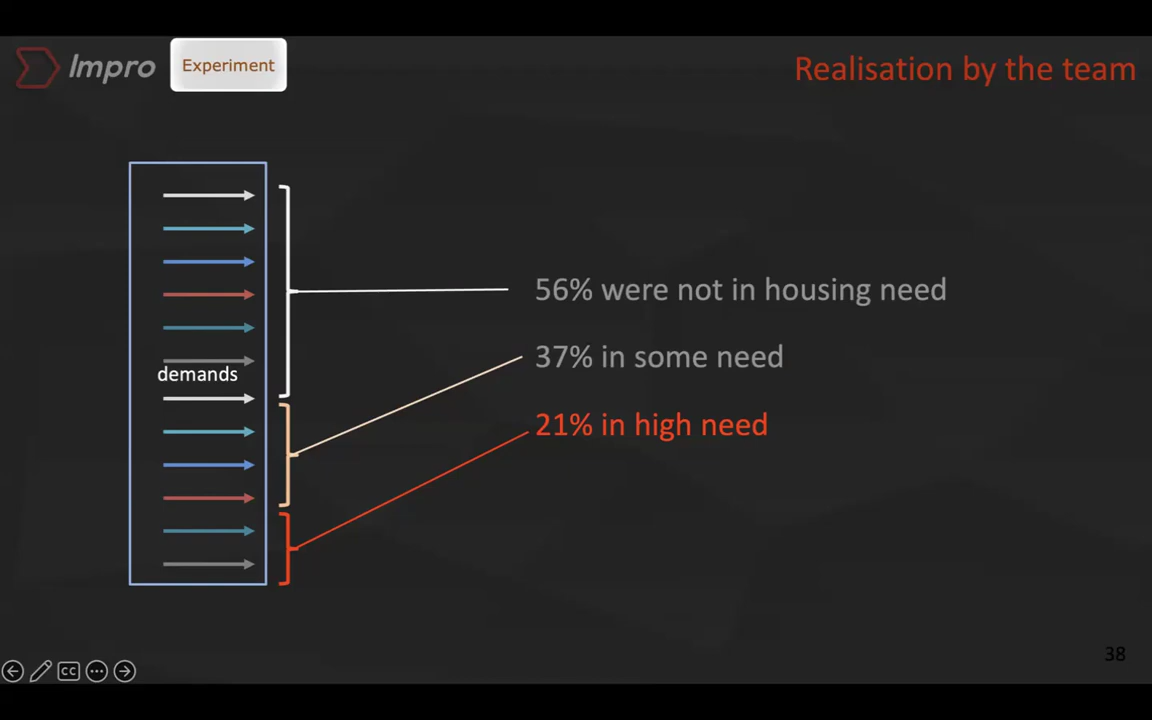 Impro
Experiment
Realisation by the team
demands
56% were not in housing need
37% in some need
21% in high need
38
CC